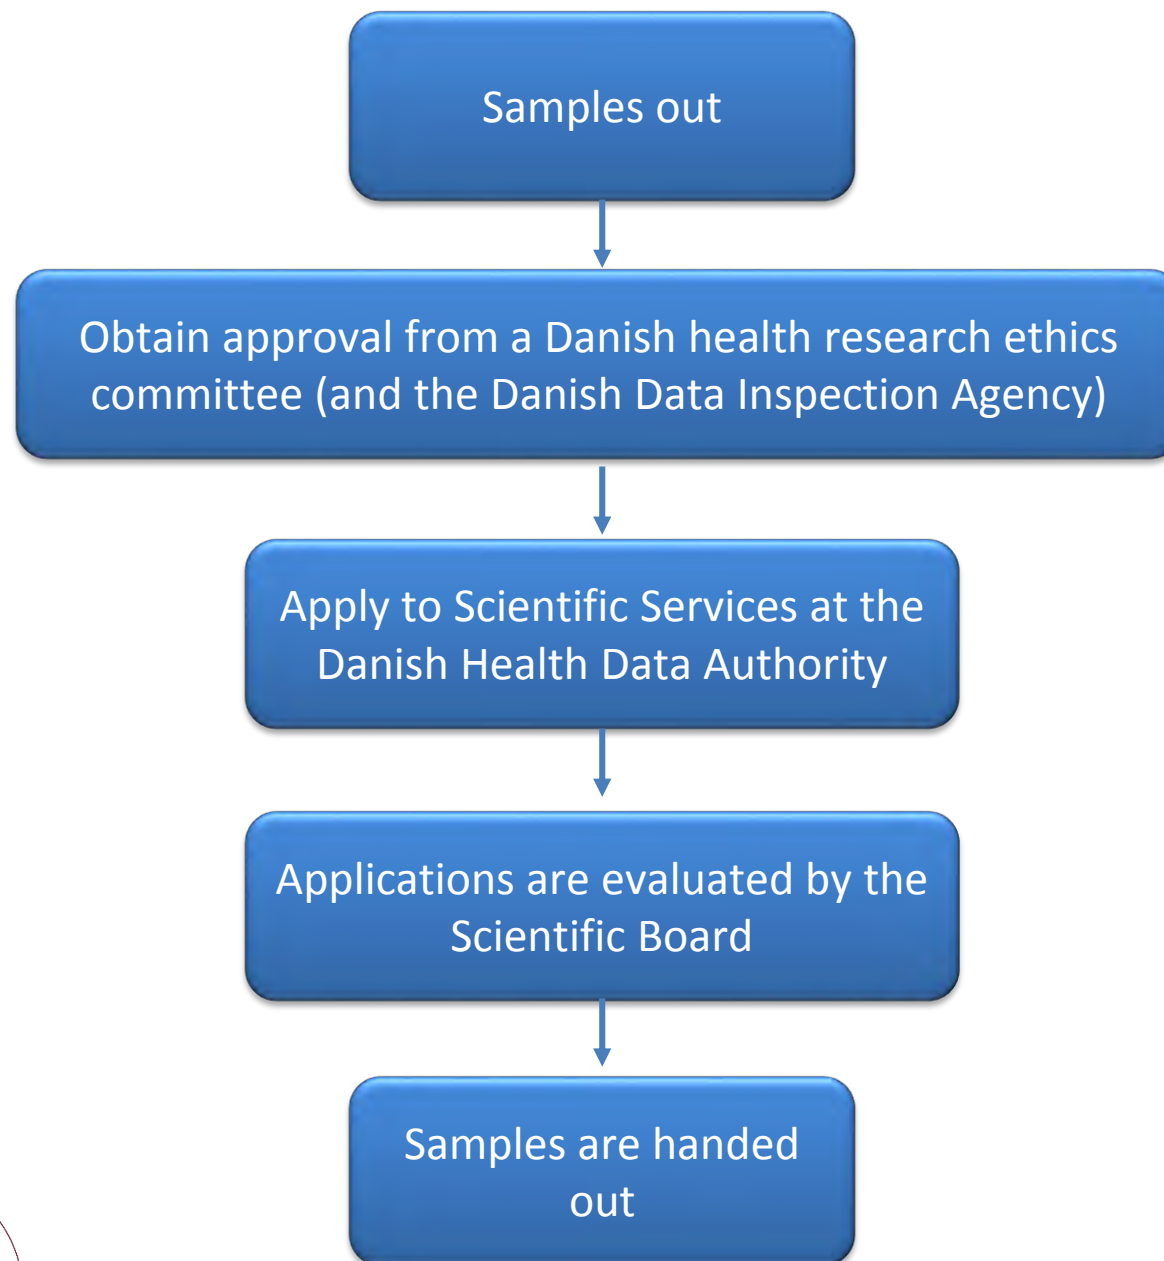 Samples out
Obtain approval from a Danish health research ethics
committee (and the Danish Data Inspection Agency)
Apply to Scientific Services at the
Danish Health Data Authority
Applications are evaluated by the
Scientific Board
Samples are handed
out